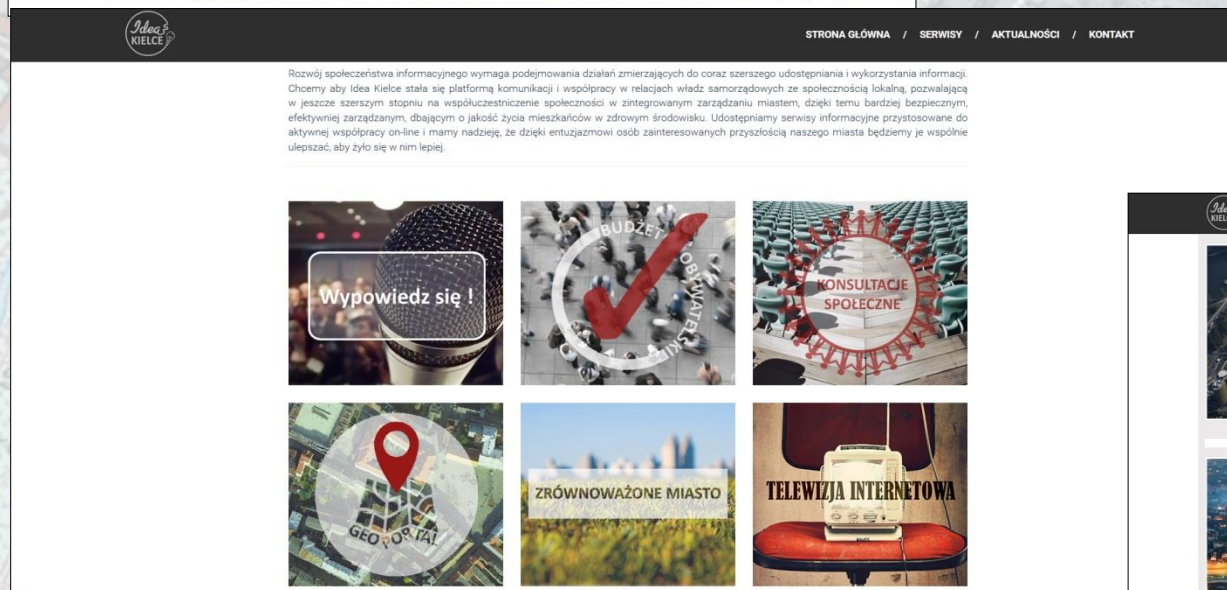 Idea
KIELCE
STRONA GŁÓWNA / SERWISY / AKTUALNOŚCI / KONTAKT
Rozwój społeczeństwa informacyjnego wymaga podejmowania działań zmierzających do coraz szerszego udostępniania i wykorzystania informacji.
Chcemy aby Idea Kielce stała się platformą komunikacji i współpracy w relacjach władz samorządowych ze społecznością lokalną, pozwalającą
w jeszcze szerszym stopniu na współuczestniczenie społeczności w zintegrowanym zarządzaniu miastem, dzięki temu bardziej bezpiecznym,
efektywniej zarządzanym, dbającym o jakość życia mieszkańców w zdrowym środowisku. Udostępniamy serwisy informacyjne przystosowane do
aktywnej współpracy on-line i mamy nadzieję, że dzięki entuzjazmowi osób zainteresowanych przyszłością naszego miasta będziemy je wspólnie
ulepszać, aby żyło się w nim lepiej.
Wypowiedz się !
BUDŻET OBYWATELSKI
KONSULTACJE
SPOŁECZNE
GEOPORTAL
ZRÓWNOWAŻONE MIASTO
TELEWIZJA INTERNETOWA